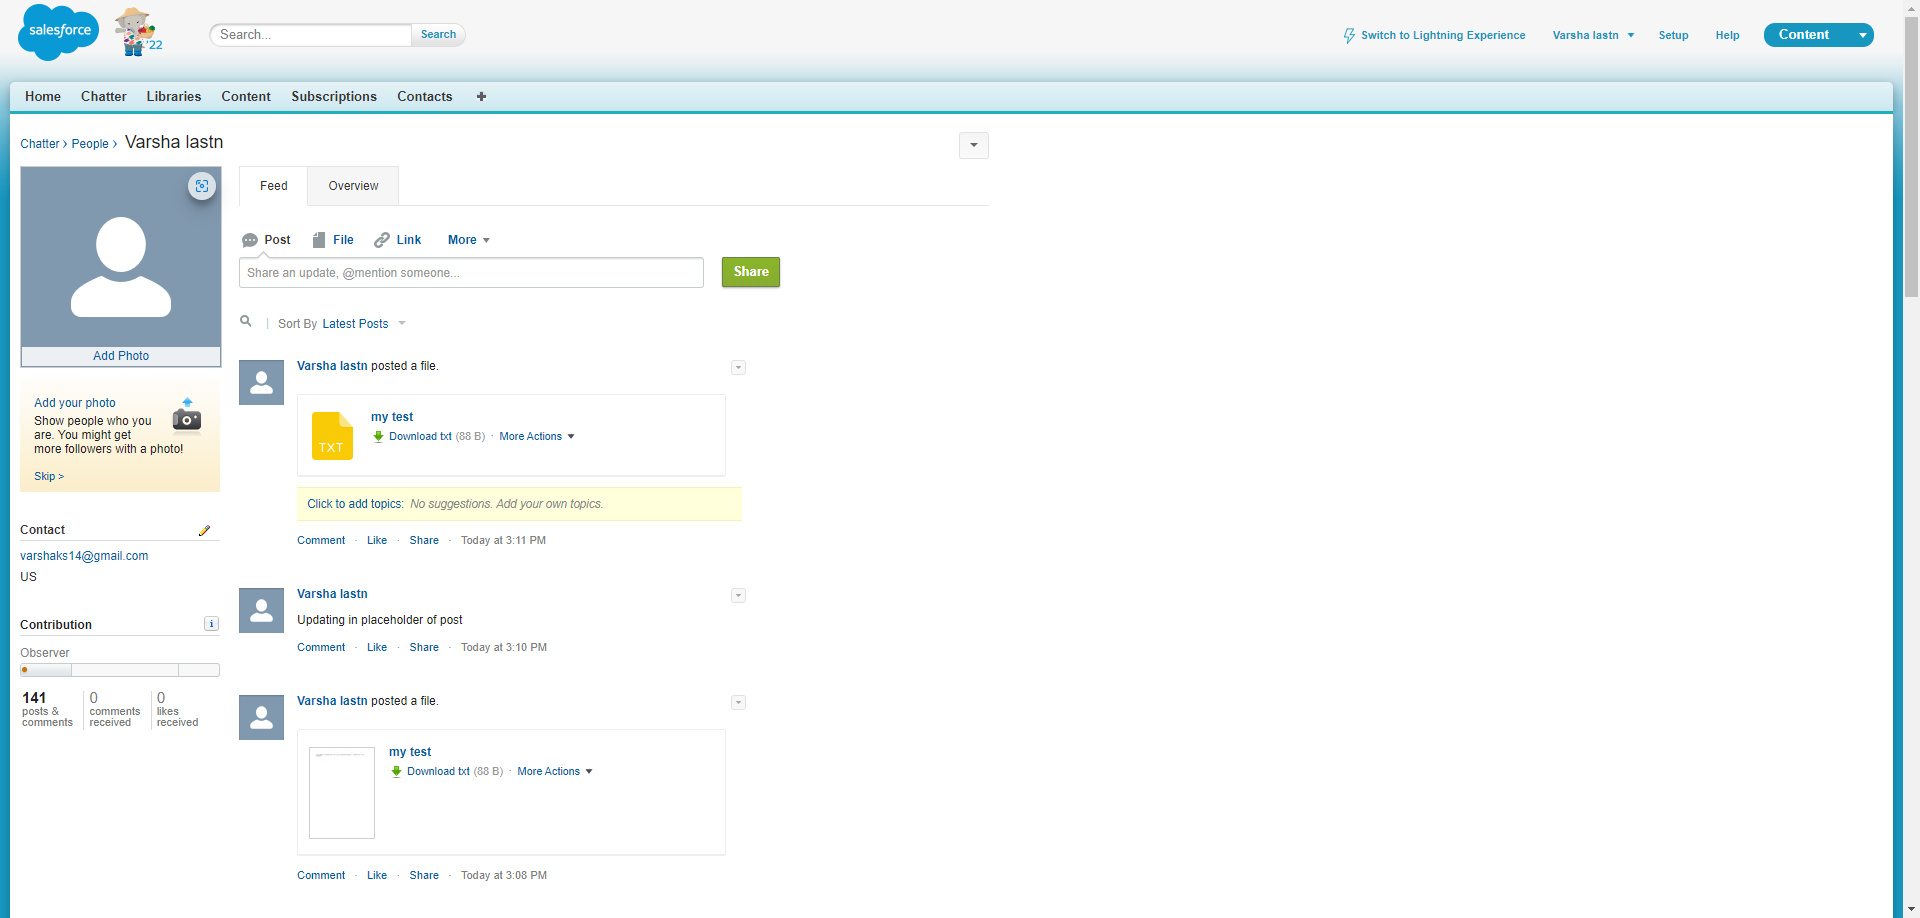 salesforce
'22
Search...
Search
Switch to Lightning Experience
Varsha lastn
Setup
Help
Content
Home
Chatter
Libraries
Content
Subscriptions
Contacts
Chatter › People › Varsha lastn
Add Photo
Add your photo
Show people who you
are. You might get
more followers with a photo!
Skip >
Contact
varshaks14@gmail.com
US
Contribution
i
Observer
141
posts &
comments
0
comments
received
0
likes
received
Feed
Overview
Post
File
Link
More
Share an update, @mention someone...
Share
Sort By Latest Posts
Varsha lastn posted a file.
TXT
my test
Download txt (88 B) · More Actions
Click to add topics: No suggestions. Add your own topics.
Comment · Like · Share · Today at 3:11 PM
Varsha lastn
Updating in placeholder of post
Comment · Like · Share · Today at 3:10 PM
Varsha lastn posted a file.
my test
Download txt (88 B) · More Actions
Comment · Like · Share · Today at 3:08 PM